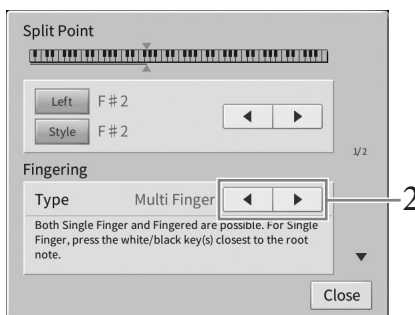 Split Point
Left F♯2
Style F♯2
1/2
Fingering
Type Multi Finger
2
Both Single Finger and Fingered are possible. For Single
Finger, press the white/black key(s) closest to the root
note.
Close